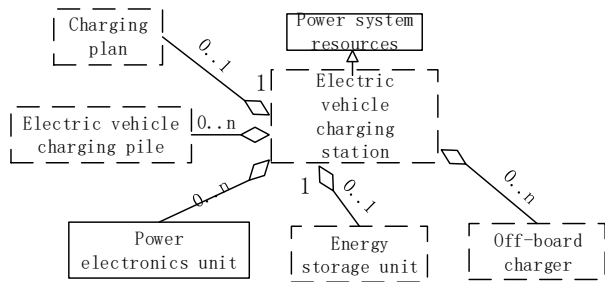 Charging
plan
Power system
resources
0..1
1
Electric
vehicle
charging
station
Electric vehicle
charging pile
0..n
0..n
1
0..1
0..n
Power
electronics unit
Energy
storage unit
Off-board
charger